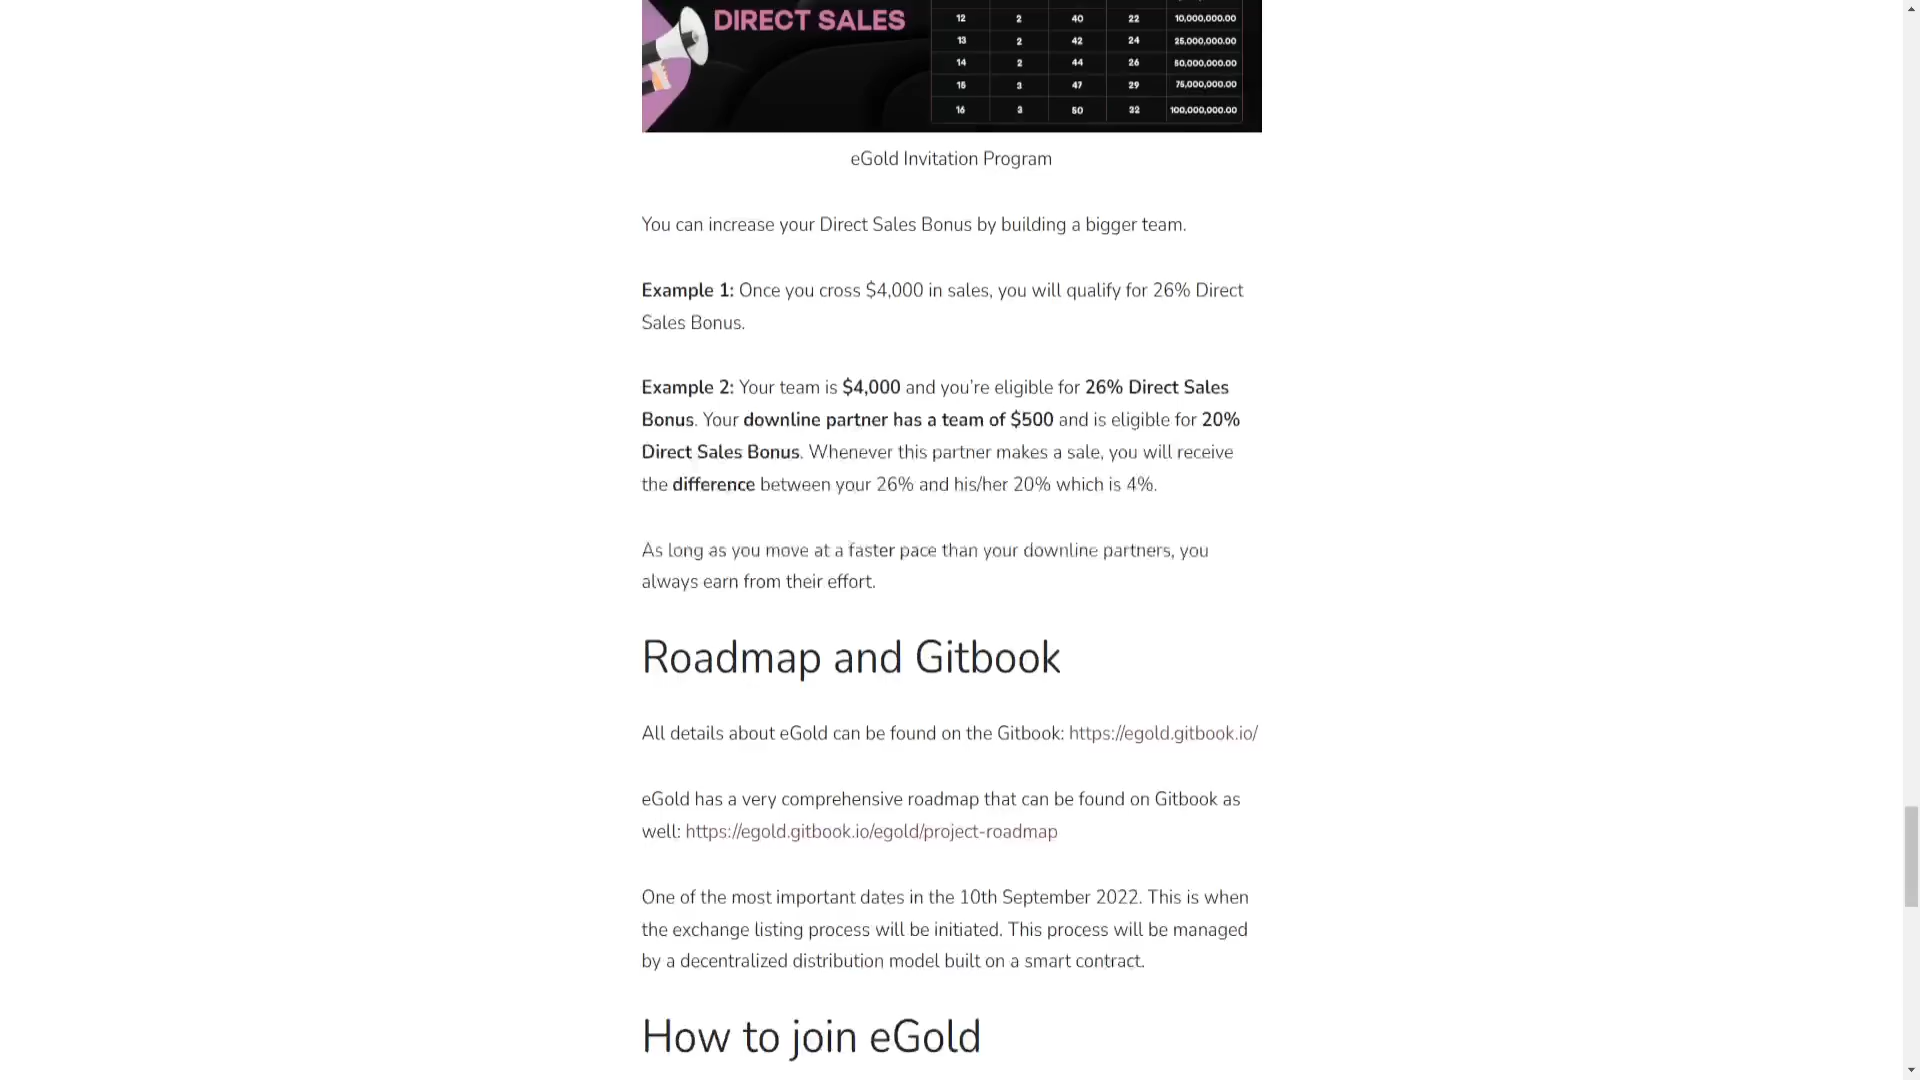 DIRECT SALES
12 2 40 22 10,000,000.00
13 2 42 24 25,000,000.00
14 2 44 26 50,000,000.00
15 3 47 29 75,000,000.00
16 3 50 32 100,000,000.00
eGold Invitation Program
You can increase your Direct Sales Bonus by building a bigger team.
Example 1: Once you cross $4,000 in sales, you will qualify for 26% Direct
Sales Bonus.
Example 2: Your team is $4,000 and you're eligible for 26% Direct Sales
Bonus. Your downline partner has a team of $500 and is eligible for 20%
Direct Sales Bonus. Whenever this partner makes a sale, you will receive
the difference between your 26% and his/her 20% which is 4%.
As long as you move at a faster pace than your downline partners, you
always earn from their effort.
Roadmap and Gitbook
All details about eGold can be found on the Gitbook: https://egold.gitbook.io/
eGold has a very comprehensive roadmap that can be found on Gitbook as
well: https://egold.gitbook.io/egold/project-roadmap
One of the most important dates in the 10th September 2022. This is when
the exchange listing process will be initiated. This process will be managed
by a decentralized distribution model built on a smart contract.
How to join eGold